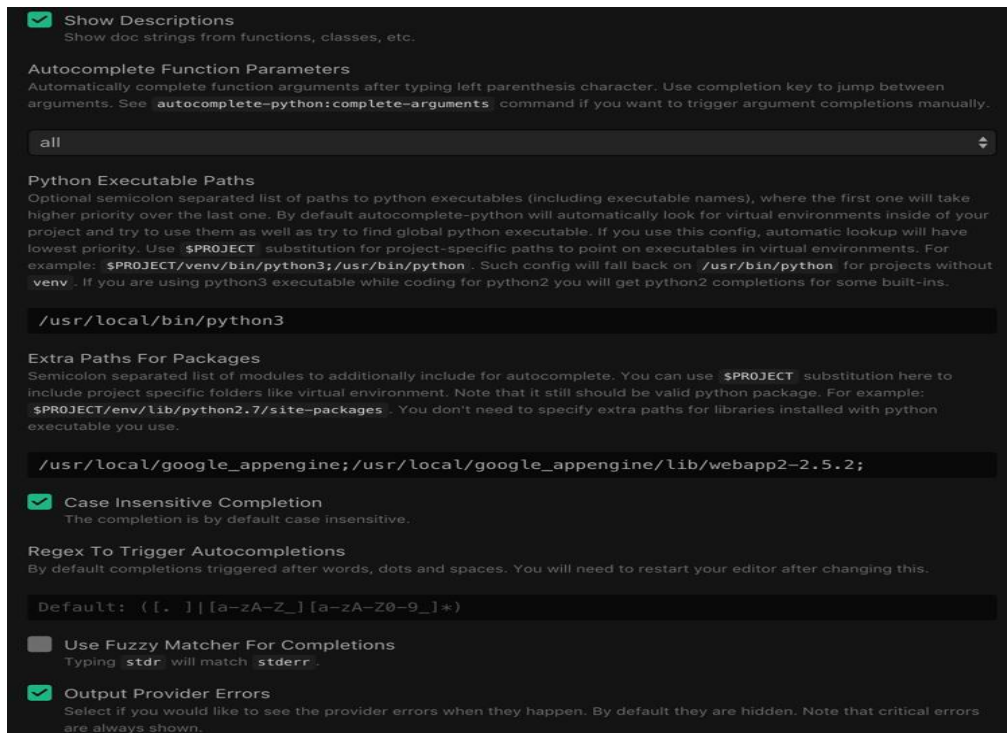 Show Descriptions
Show doc strings from functions, classes, etc.
Autocomplete Function Parameters
Automatically complete function arguments after typing left parenthesis character. Use completion key to jump between
arguments. See autocomplete-python:complete-arguments command if you want to trigger argument completions manually.
all
Python Executable Paths
Optional semicolon separated list of paths to python executables (including executable names), where the first one will take
higher priority over the last one. By default autocomplete-python will automatically look for virtual environments inside of your
project and try to use them as well as try to find global python executable. If you use this config, automatic lookup will have
lowest priority. Use $PROJECT substitution for project-specific paths to point on executables in virtual environments. For
example: $PROJECT/venv/bin/python3;/usr/bin/python . Such config will fall back on /usr/bin/python for projects without
venv . If you are using python3 executable while coding for python2 you will get python2 completions for some built-ins.
/usr/local/bin/python3
Extra Paths For Packages
Semicolon separated list of modules to additionally include for autocomplete. You can use $PROJECT substitution here to
include project specific folders like virtual environment. Note that it still should be valid python package. For example:
$PROJECT/env/lib/python2.7/site-packages . You don't need to specify extra paths for libraries installed with python
executable you use.
/usr/local/google_appengine;/usr/local/google_appengine/lib/webapp2-2.5.2;
Case Insensitive Completion
The completion is by default case insensitive.
Regex To Trigger Autocompletions
By default completions triggered after words, dots and spaces. You will need to restart your editor after changing this.
Default: ([. ]|[a-zA-Z_][a-zA-Z0-9_]*)
Use Fuzzy Matcher For Completions
Typing stdr will match stderr .
Output Provider Errors
Select if you would like to see the provider errors when they happen. By default they are hidden. Note that critical errors
are always shown.